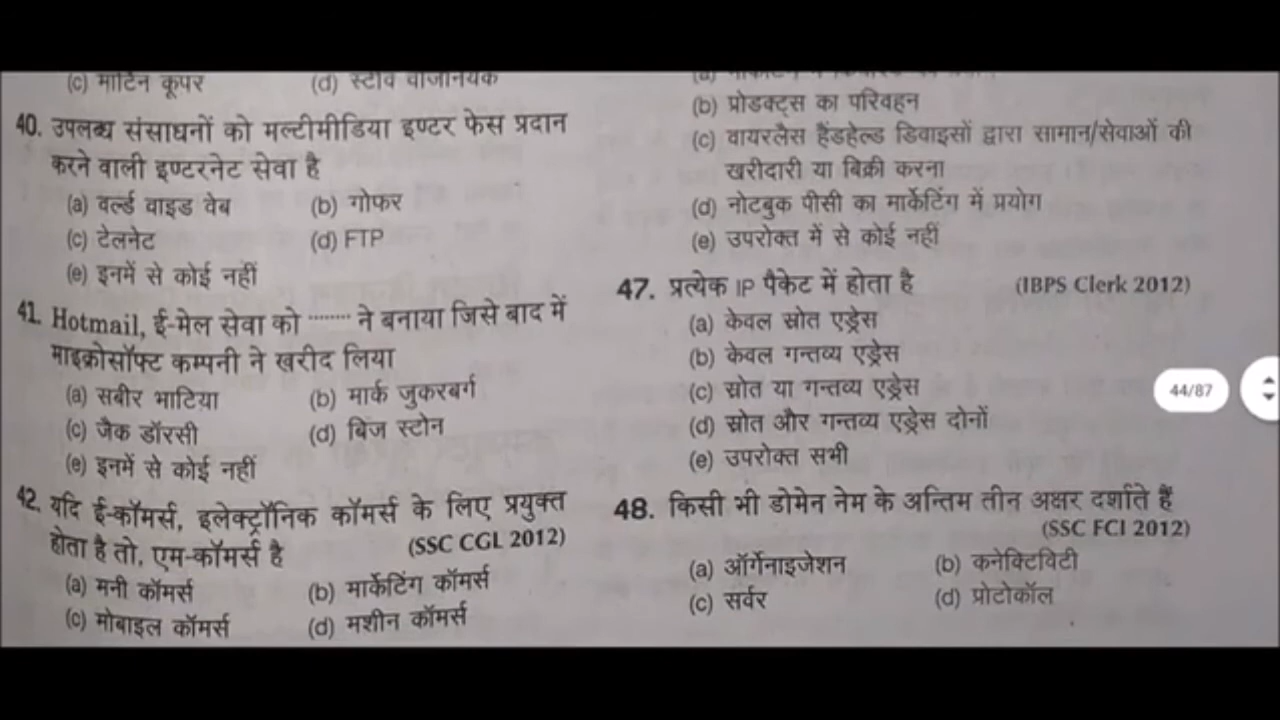 (c) मार्टिन कूपर (d) स्टीव वोजनियक
40. उपलब्ध संसाधनों को मल्टीमीडिया इण्टर फेस प्रदान
करने वाली इण्टरनेट सेवा है
(a) वर्ल्ड वाइड वेब (b) गोफर
(c) टेलनेट (d) FTP
(e) इनमें से कोई नहीं
41. Hotmail, ई-मेल सेवा को ........ ने बनाया जिसे बाद में
माइक्रोसॉफ्ट कम्पनी ने खरीद लिया
(a) सबीर भाटिया (b) मार्क जुकरबर्ग
(c) जैक डॉरसी (d) बिंज स्टोन
(e) इनमें से कोई नहीं
42. यदि ई-कॉमर्स, इलेक्ट्रॉनिक कॉमर्स के लिए प्रयुक्त
होता है तो, एम-कॉमर्स है (SSC CGL 2012)
(a) मनी कॉमर्स (b) मार्केटिंग कॉमर्स
(c) मोबाइल कॉमर्स (d) मशीन कॉमर्स
(b) प्रोडक्ट्स का परिवहन
(c) वायरलैस हैंडहेल्ड डिवाइसों द्वारा सामान/सेवाओं की
खरीदारी या बिक्री करना
(d) नोटबुक पीसी का मार्केटिंग में प्रयोग
(e) उपरोक्त में से कोई नहीं
47. प्रत्येक IP पैकेट में होता है (IBPS Clerk 2012)
(a) केवल स्रोत एड्रेस
(b) केवल गन्तव्य एड्रेस
(c) स्रोत या गन्तव्य एड्रेस
(d) स्रोत और गन्तव्य एड्रेस दोनों
(e) उपरोक्त सभी
48. किसी भी डोमेन नेम के अन्तिम तीन अक्षर दर्शाते हैं
(SSC FCI 2012)
(a) ऑर्गेनाइजेशन (b) कनेक्टिविटी
(c) सर्वर (d) प्रोटोकॉल
44/87